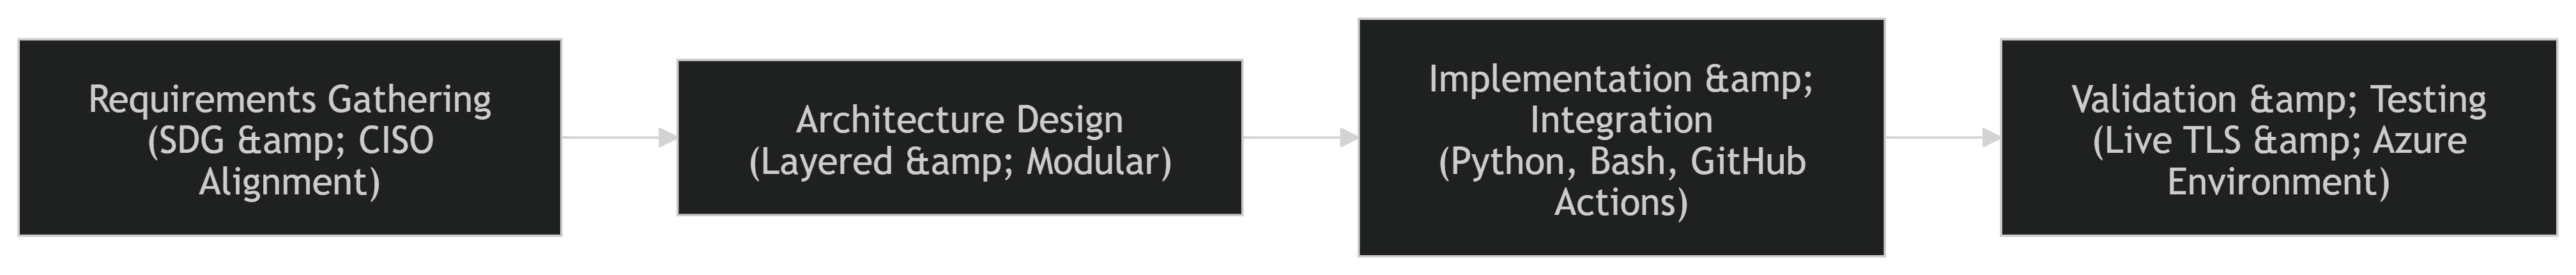 Requirements Gathering
(SDG &amp; CISO
Alignment)
Architecture Design
(Layered &amp; Modular)
Implementation &amp;
Integration
(Python, Bash, GitHub
Actions)
Validation &amp; Testing
(Live TLS &amp; Azure
Environment)